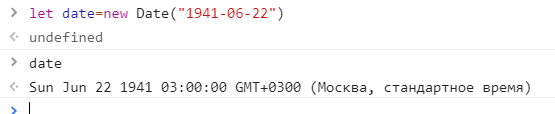 let date=new Date("1941-06-22")
undefined
date
Sun Jun 22 1941 03:00:00 GMT+0300 (Москва, стандартное время)